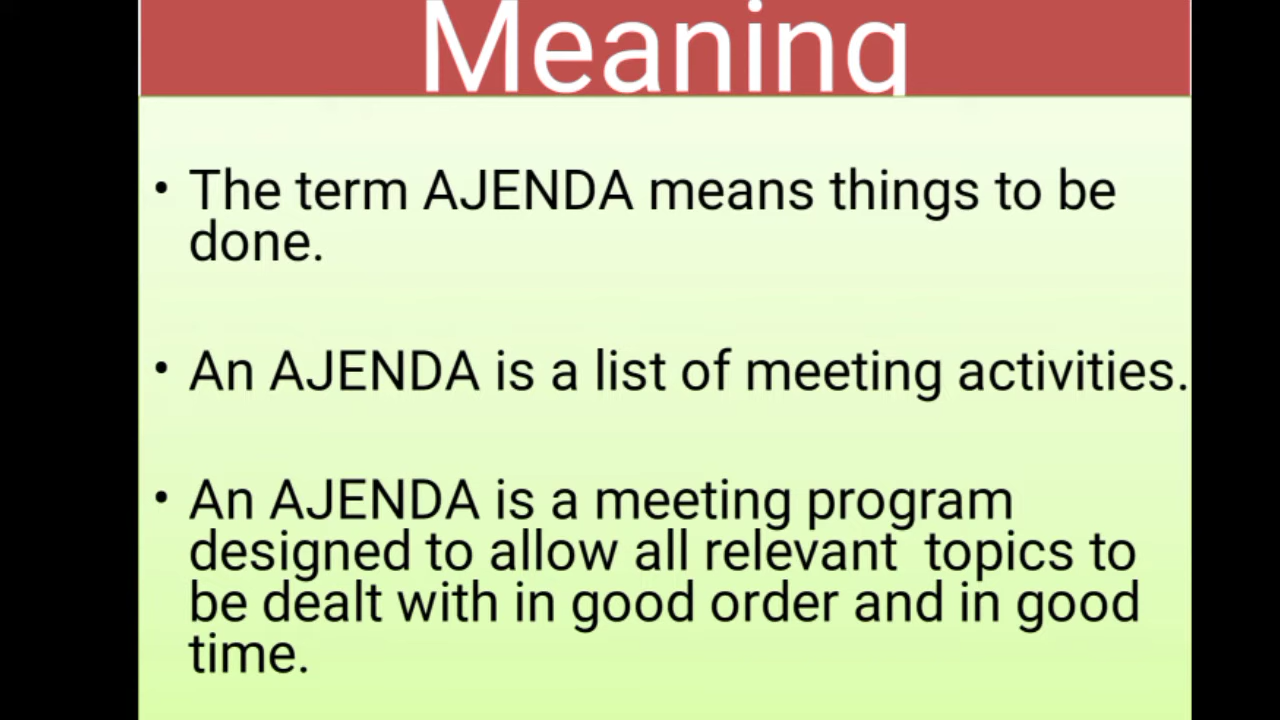 Meaning
• The term AJENDA means things to be
done.
• An AJENDA is a list of meeting activities.
• An AJENDA is a meeting program
designed to allow all relevant  topics to
be dealt with in good order and in good
time.